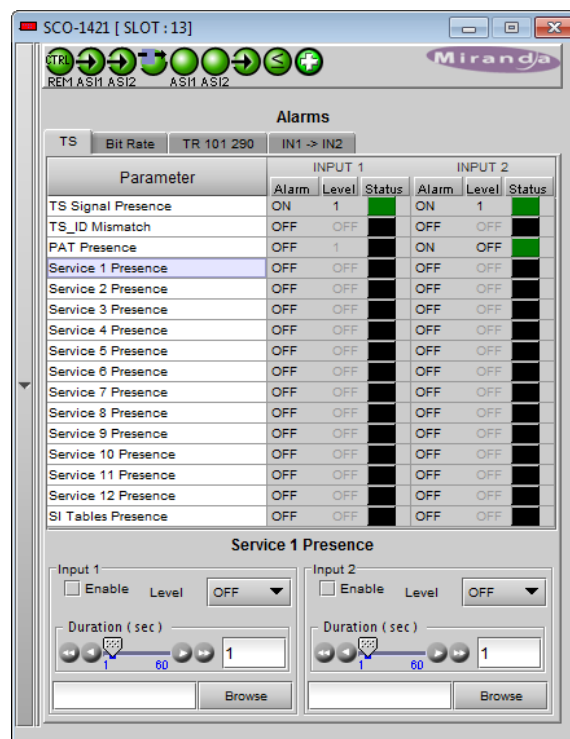 SCO-1421 [ SLOT : 13]
CTRL
REM ASI1 ASI2 ASI1 ASI2
Miranda
Alarms
TS Bit Rate TR 101 290 IN1 -> IN2
Parameter INPUT 1 INPUT 2
Alarm Level Status Alarm Level Status
TS Signal Presence ON 1 ON 1
TS_ID Mismatch OFF OFF OFF OFF
PAT Presence OFF 1 ON OFF
Service 1 Presence OFF OFF OFF OFF
Service 2 Presence OFF OFF OFF OFF
Service 3 Presence OFF OFF OFF OFF
Service 4 Presence OFF OFF OFF OFF
Service 5 Presence OFF OFF OFF OFF
Service 6 Presence OFF OFF OFF OFF
Service 7 Presence OFF OFF OFF OFF
Service 8 Presence OFF OFF OFF OFF
Service 9 Presence OFF OFF OFF OFF
Service 10 Presence OFF OFF OFF OFF
Service 11 Presence OFF OFF OFF OFF
Service 12 Presence OFF OFF OFF OFF
SI Tables Presence OFF OFF OFF OFF
Service 1 Presence
Input 1 Input 2
Enable Level OFF Enable Level OFF
Duration ( sec ) Duration ( sec )
1 60 1 1 60 1
Browse Browse